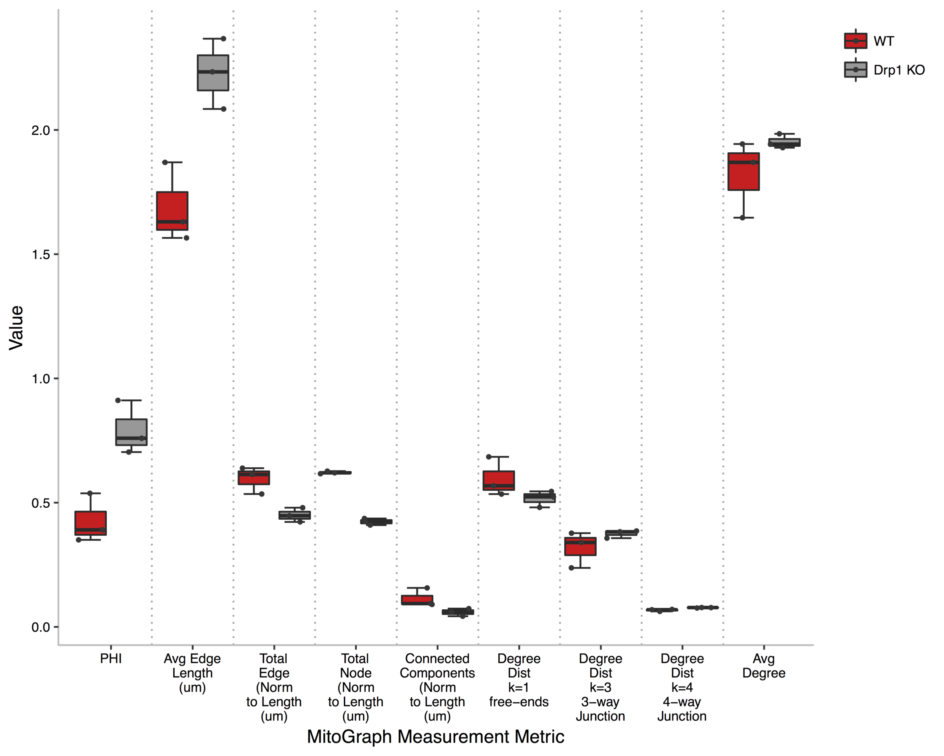 WT
Drp1 KO
Value
2.0
1.5
1.0
0.5
0.0
PHI
Avg Edge
Length
(um)
Total
Edge
(Norm
to Length
(um)
Total
Node
(Norm
to Length
(um)
Connected
Components
(Norm
to Length
(um)
Degree
Dist
k=1
free−ends
Degree
Dist
k=3
3−way
Junction
Degree
Dist
k=4
4−way
Junction
Avg
Degree
MitoGraph Measurement Metric